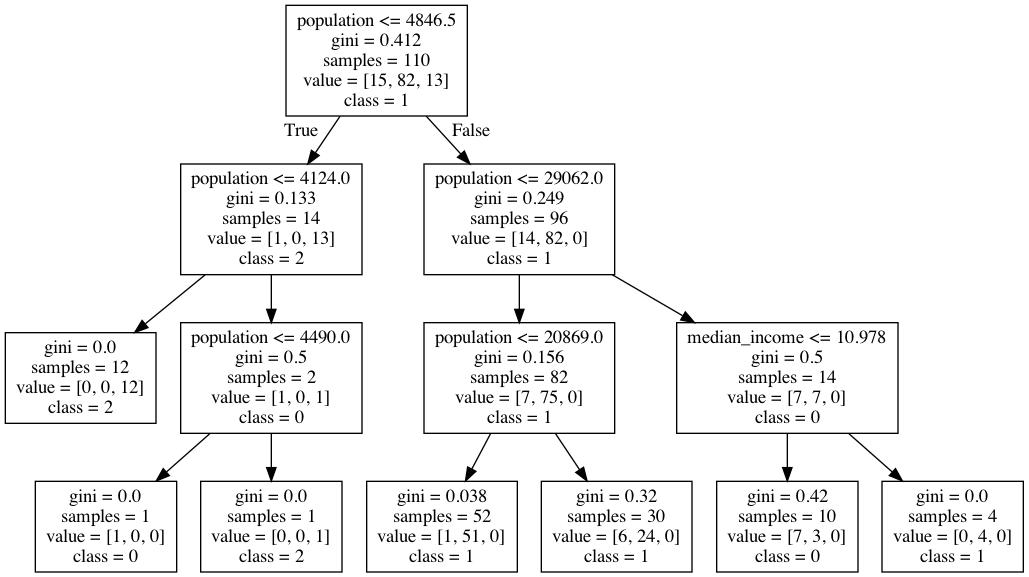 population <= 4846.5
gini = 0.412
samples = 110
value = [15, 82, 13]
class = 1
True
False
population <= 4124.0
gini = 0.133
samples = 14
value = [1, 0, 13]
class = 2
population <= 29062.0
gini = 0.249
samples = 96
value = [14, 82, 0]
class = 1
gini = 0.0
samples = 12
value = [0, 0, 12]
class = 2
population <= 4490.0
gini = 0.5
samples = 2
value = [1, 0, 1]
class = 0
population <= 20869.0
gini = 0.156
samples = 82
value = [7, 75, 0]
class = 1
median_income <= 10.978
gini = 0.5
samples = 14
value = [7, 7, 0]
class = 0
gini = 0.0
samples = 1
value = [1, 0, 0]
class = 0
gini = 0.0
samples = 1
value = [0, 0, 1]
class = 2
gini = 0.038
samples = 52
value = [1, 51, 0]
class = 1
gini = 0.32
samples = 30
value = [6, 24, 0]
class = 1
gini = 0.42
samples = 10
value = [7, 3, 0]
class = 0
gini = 0.0
samples = 4
value = [0, 4, 0]
class = 1